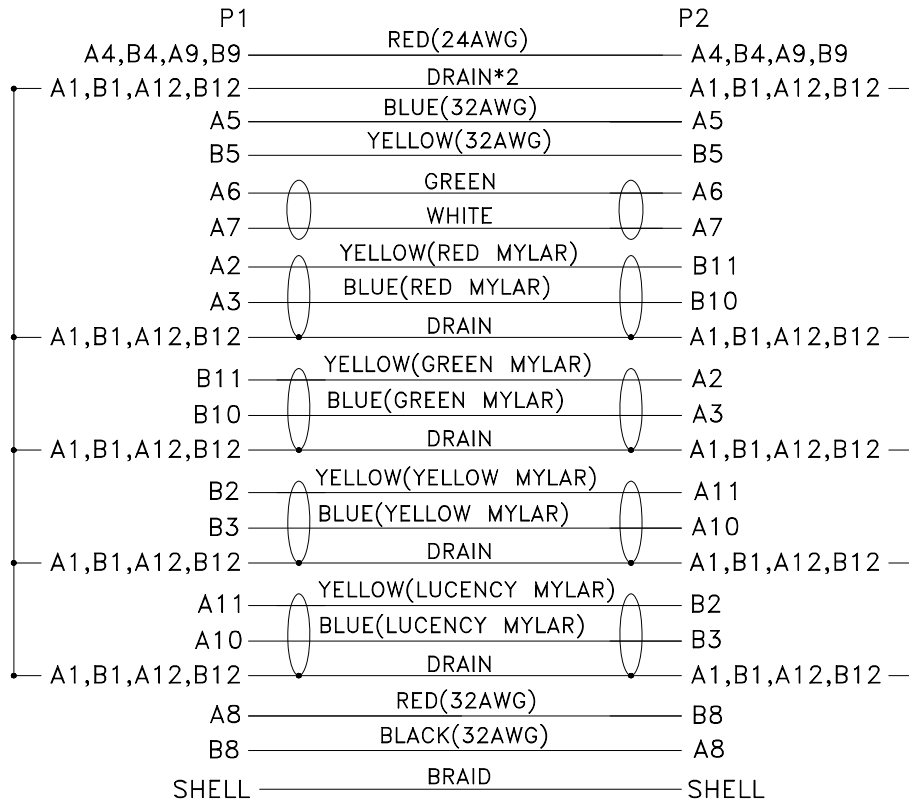 P1 P2
A4,B4,A9,B9 RED(24AWG) A4,B4,A9,B9
A1,B1,A12,B12 DRAIN*2 A1,B1,A12,B12
A5 BLUE(32AWG) A5
B5 YELLOW(32AWG) B5
A6 GREEN A6
A7 WHITE A7
A2 YELLOW(RED MYLAR) B11
A3 BLUE(RED MYLAR) B10
A1,B1,A12,B12 DRAIN A1,B1,A12,B12
B11 YELLOW(GREEN MYLAR) A2
B10 BLUE(GREEN MYLAR) A3
A1,B1,A12,B12 DRAIN A1,B1,A12,B12
B2 YELLOW(YELLOW MYLAR) A11
B3 BLUE(YELLOW MYLAR) A10
A1,B1,A12,B12 DRAIN A1,B1,A12,B12
A11 YELLOW(LUCENCY MYLAR) B2
A10 BLUE(LUCENCY MYLAR) B3
A1,B1,A12,B12 DRAIN A1,B1,A12,B12
A8 RED(32AWG) B8
B8 BLACK(32AWG) A8
SHELL BRAID SHELL